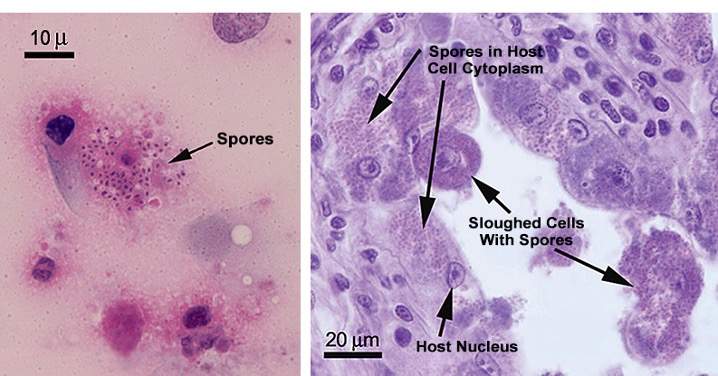 10 μ
Spores
Spores in Host
Cell Cytoplasm
Sloughed Cells
With Spores
20 μm
Host Nucleus